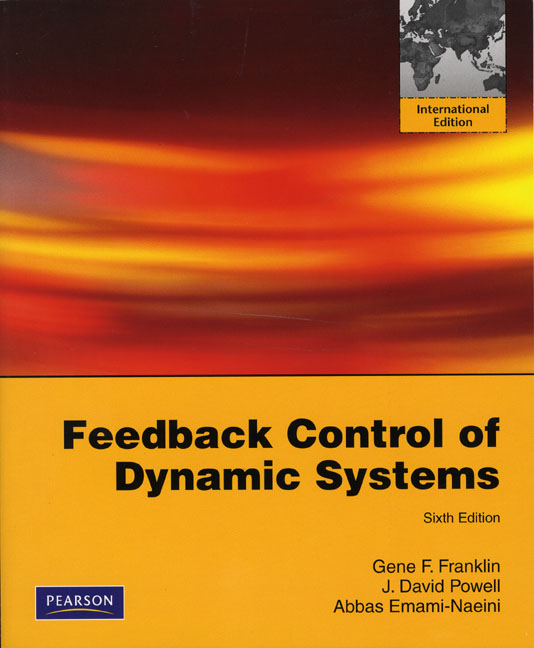 International
Edition
Feedback Control of
Dynamic Systems
Sixth Edition
Gene F. Franklin
J. David Powell
Abbas Emami-Naeini
PEARSON